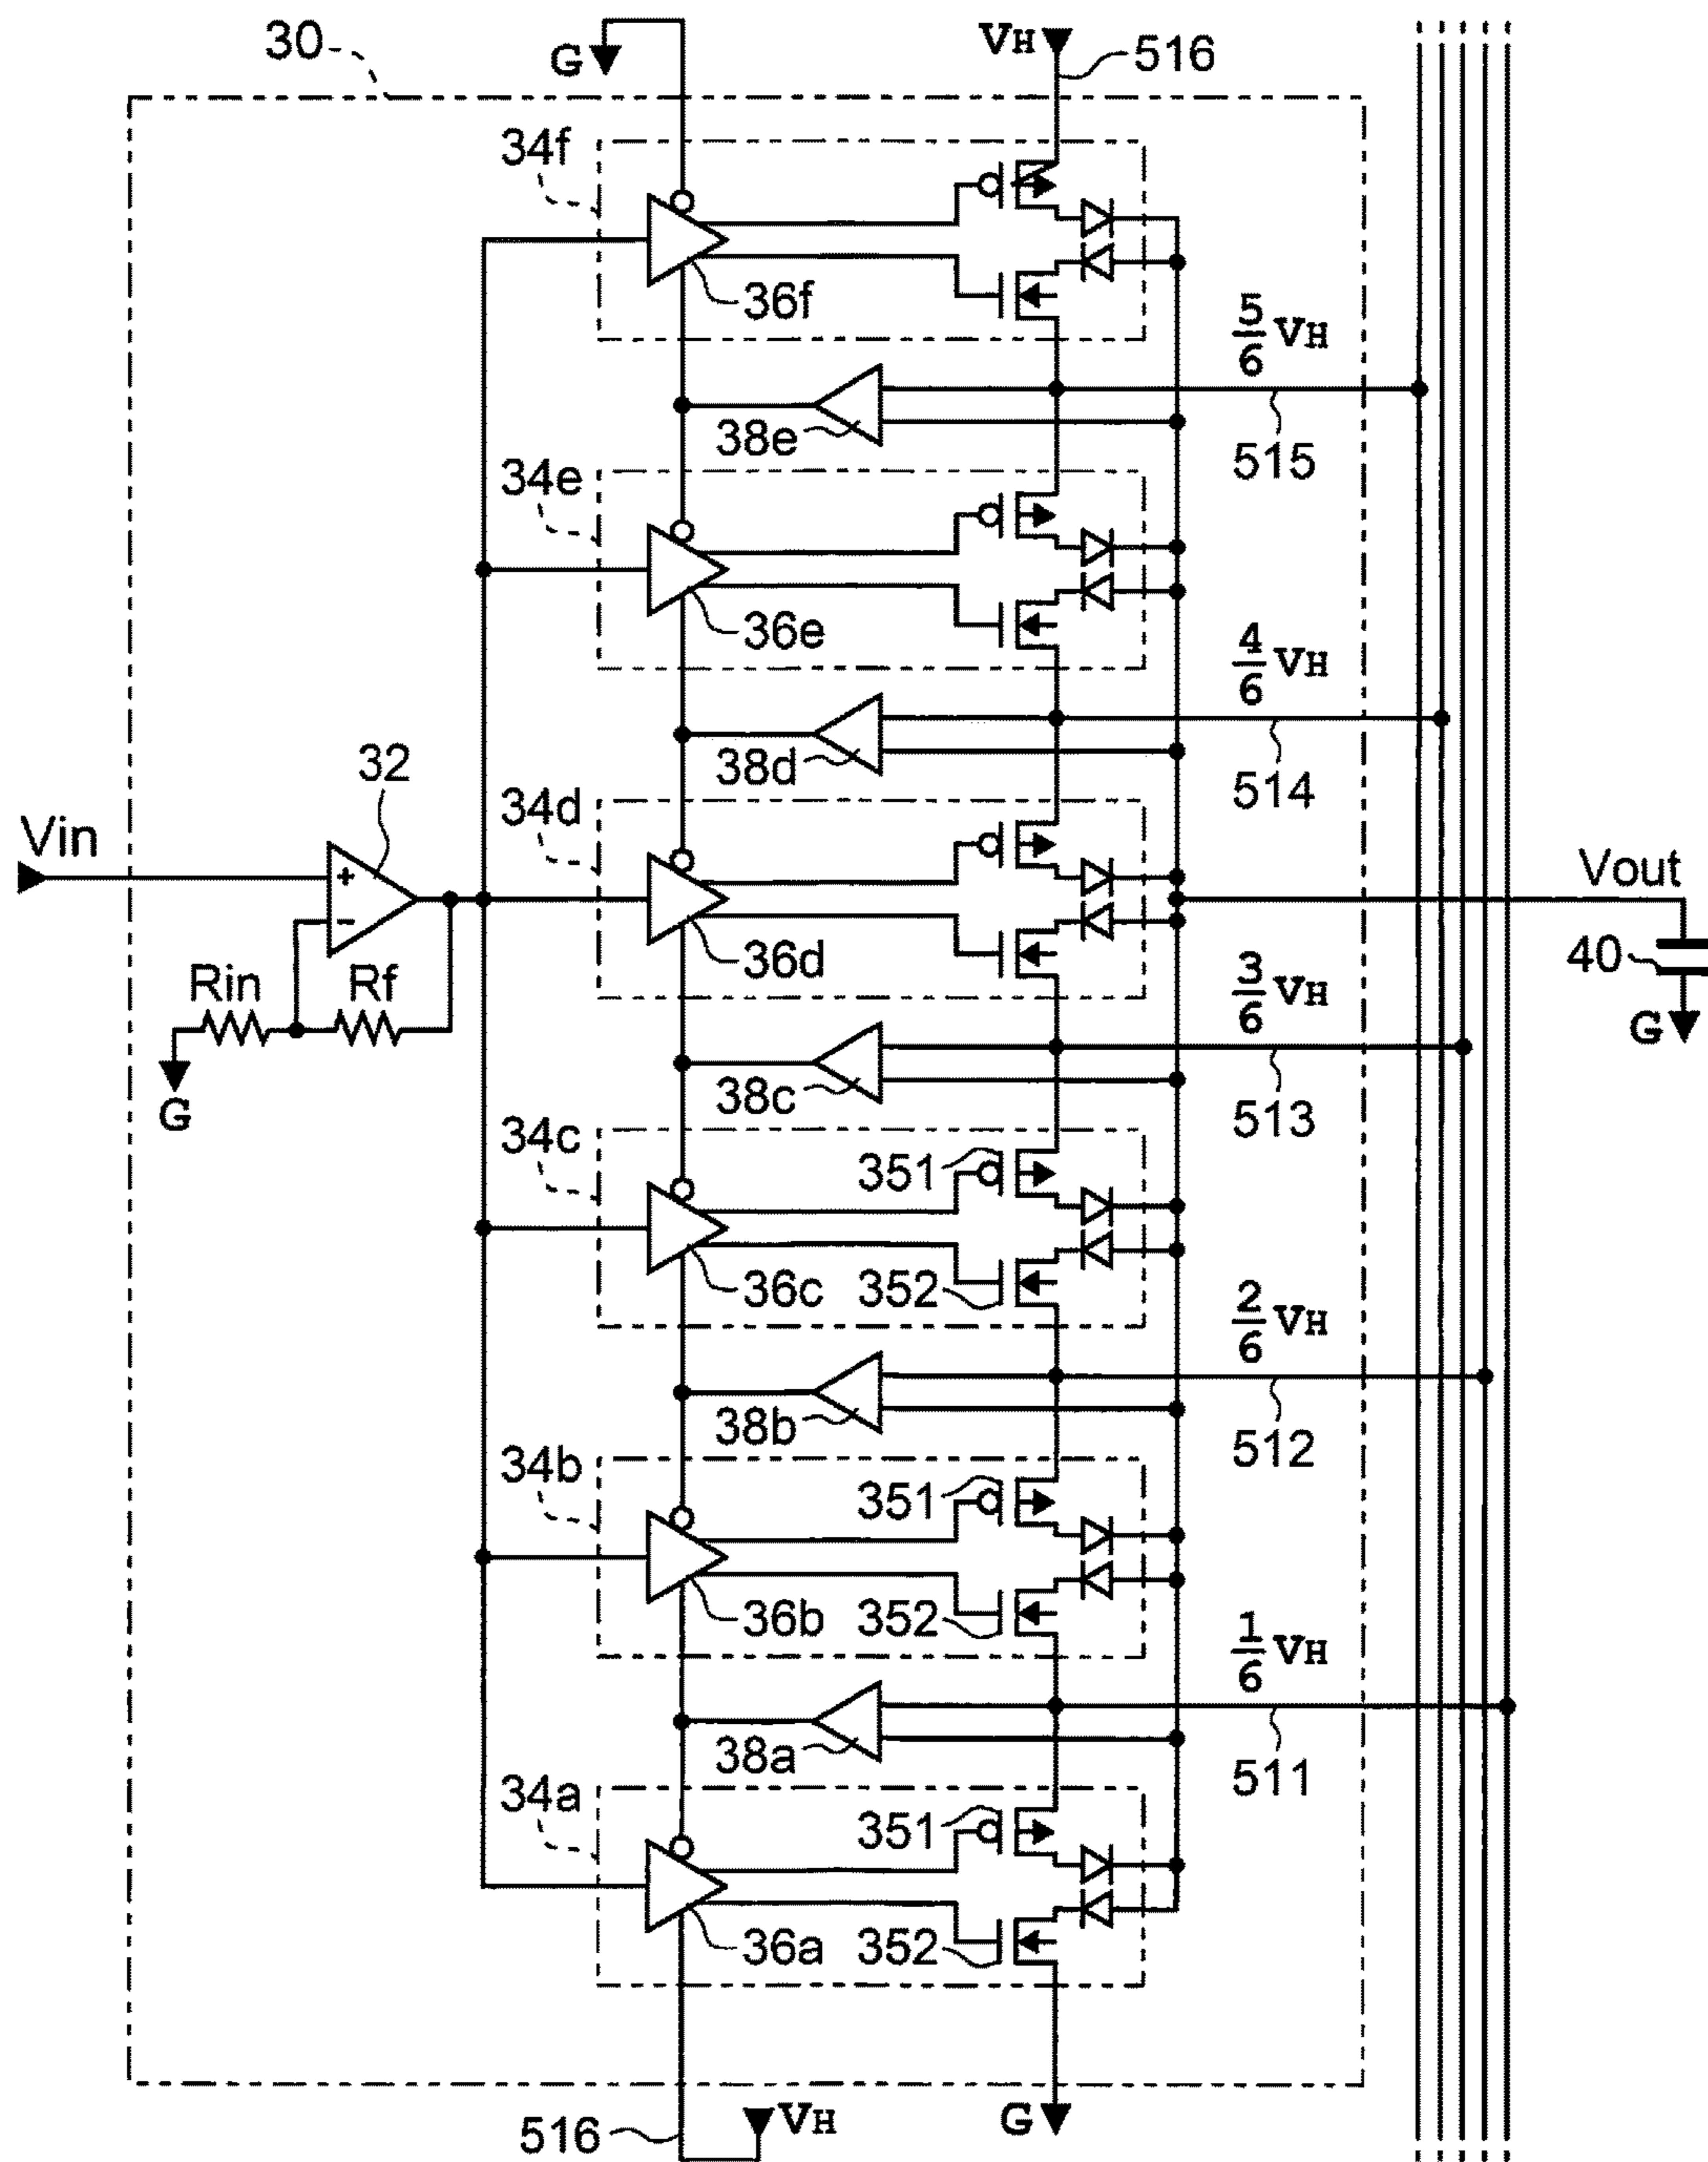 30
G
VH
516
34f
36f
5/6 VH
38e
515
34e
36e
4/6 VH
38d
514
32
Vin
+
−
34d
36d
Vout
40
G
Rin
Rf
G
3/6 VH
38c
513
34c
351
36c
352
2/6 VH
38b
512
34b
351
36b
352
1/6 VH
38a
511
34a
351
36a
352
516
VH
G